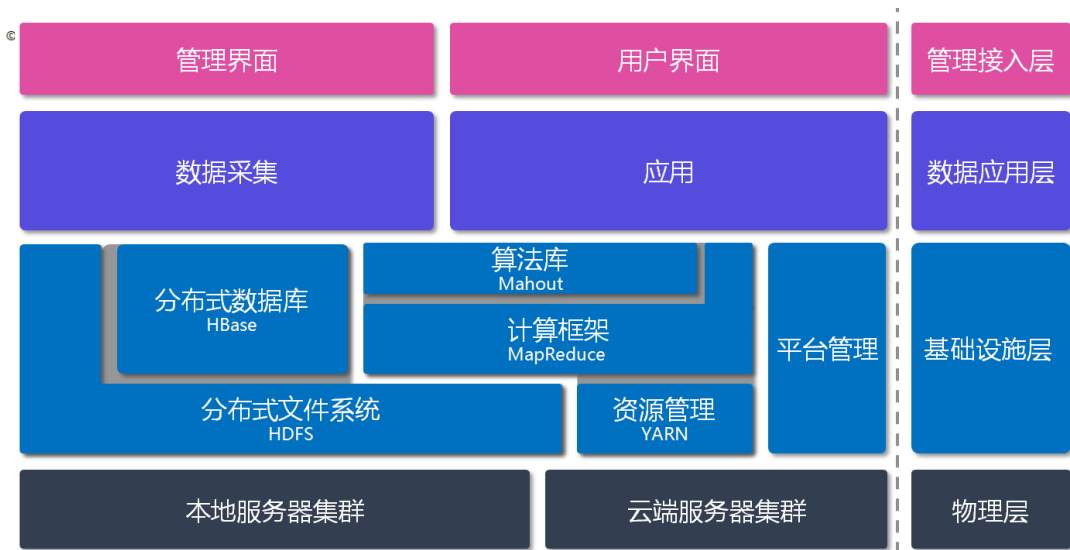 ©
管理界面
用户界面
管理接入层
数据采集
应用
数据应用层
分布式数据库
HBase
算法库
Mahout
计算框架
MapReduce
平台管理
基础设施层
分布式文件系统
HDFS
资源管理
YARN
本地服务器集群
云端服务器集群
物理层